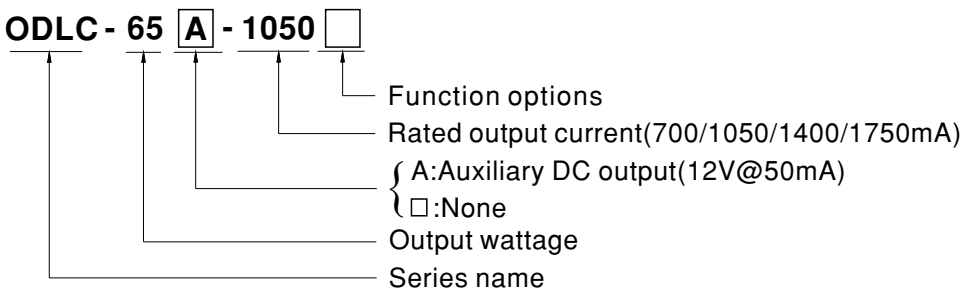 ODLC - 65 A - 1050 □
Function options
Rated output current(700/1050/1400/1750mA)
A:Auxiliary DC output(12V@50mA)
□:None
Output wattage
Series name